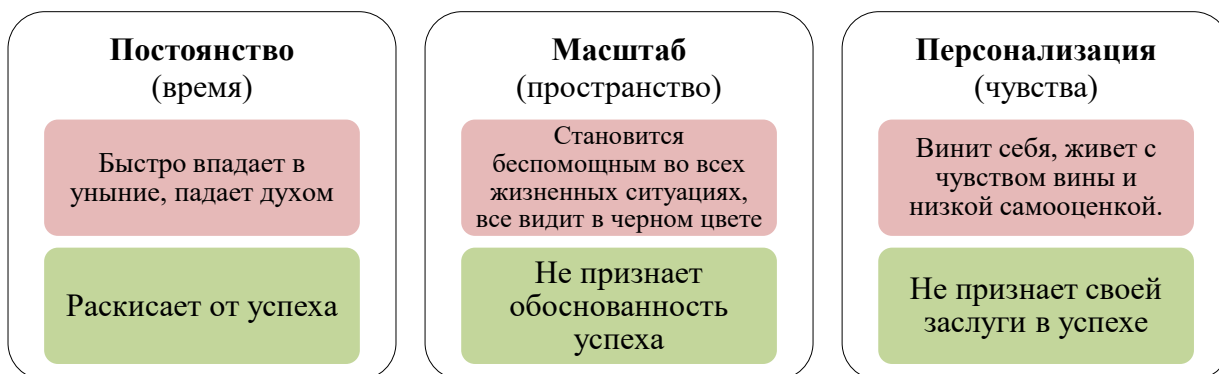 Постоянство
(время)
Быстро впадает в
уныние, падает духом
Раскисает от успеха
Масштаб
(пространство)
Становится
беспомощным во всех
жизненных ситуациях,
все видит в черном цвете
Не признает
обоснованность
успеха
Персонализация
(чувства)
Винит себя, живет с
чувством вины и
низкой самооценкой.
Не признает своей
заслуги в успехе